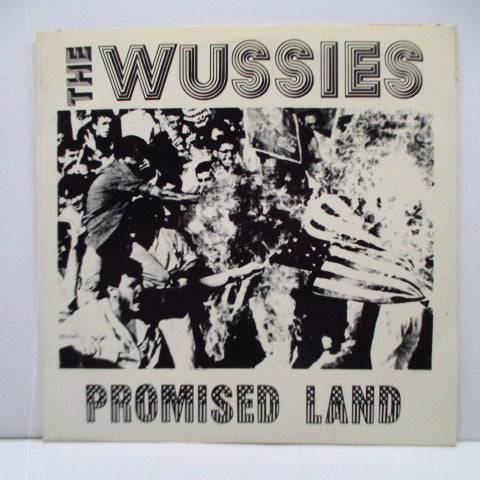 THE WUSSIES
PROMISED LAND